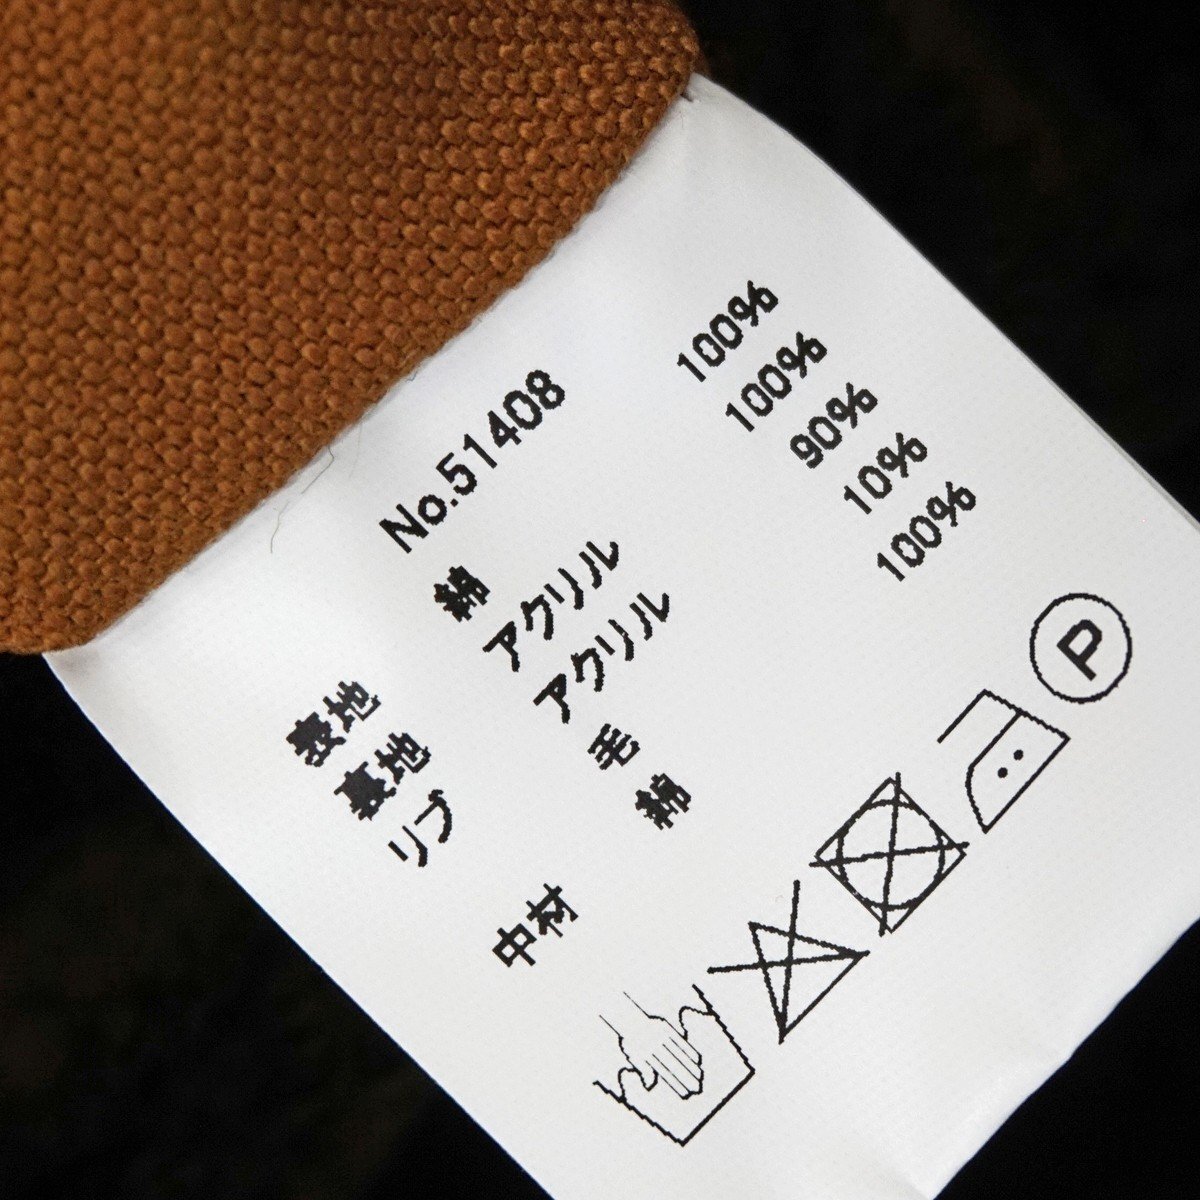 No.51408
表地 綿 100%
裏地 アクリル 100%
リブ アクリル 90%
毛 10%
中材 綿 100%
P